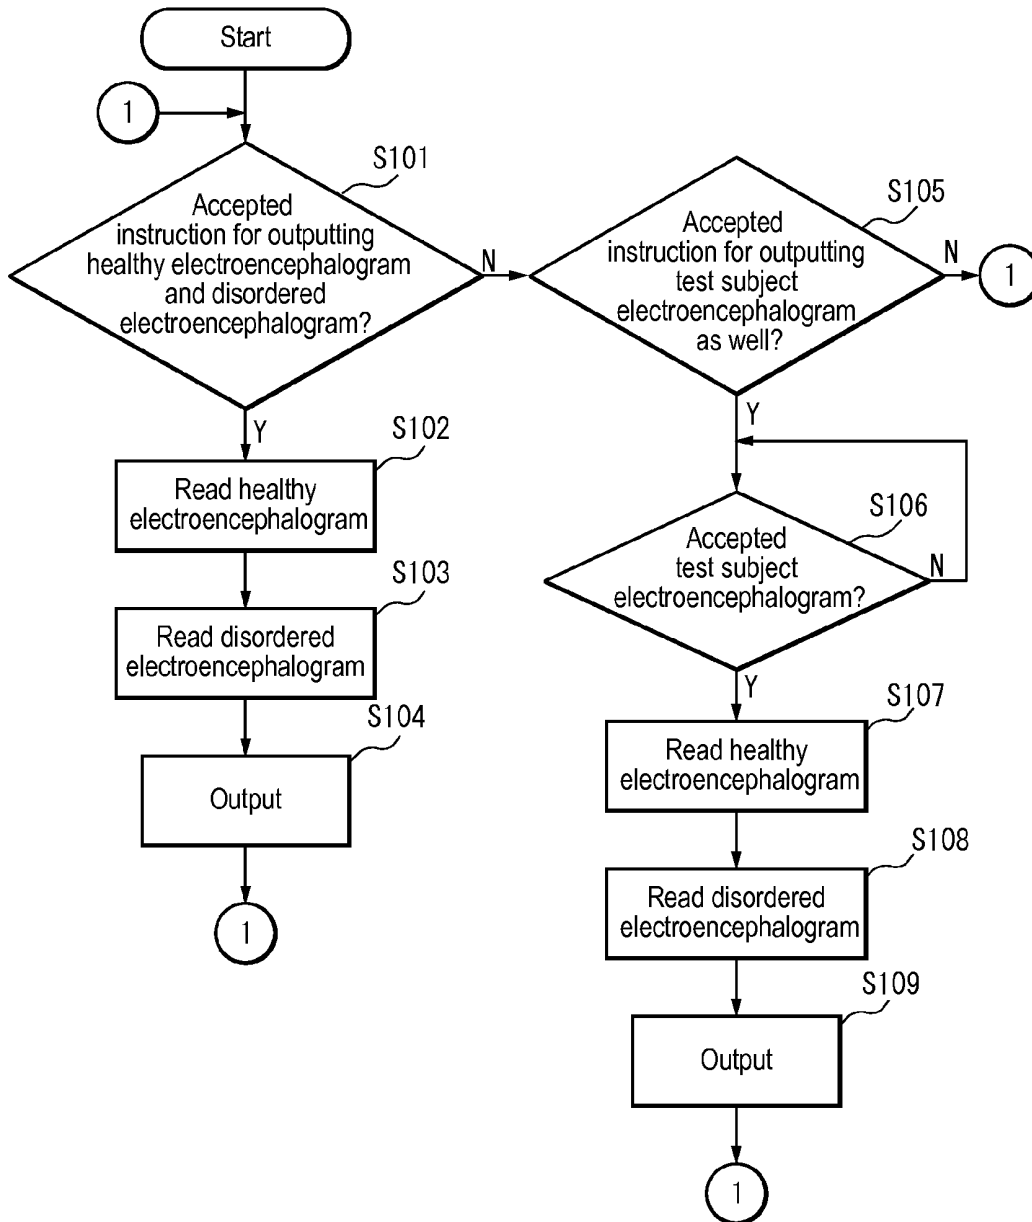 Start
1
S101
Accepted
instruction for outputting
healthy electroencephalogram
and disordered
electroencephalogram?
N
Y
S102
Read healthy
electroencephalogram
S103
Read disordered
electroencephalogram
S104
Output
1
S105
Accepted
instruction for outputting
test subject
electroencephalogram
as well?
N
1
Y
S106
Accepted
test subject
electroencephalogram?
N
Y
S107
Read healthy
electroencephalogram
S108
Read disordered
electroencephalogram
S109
Output
1